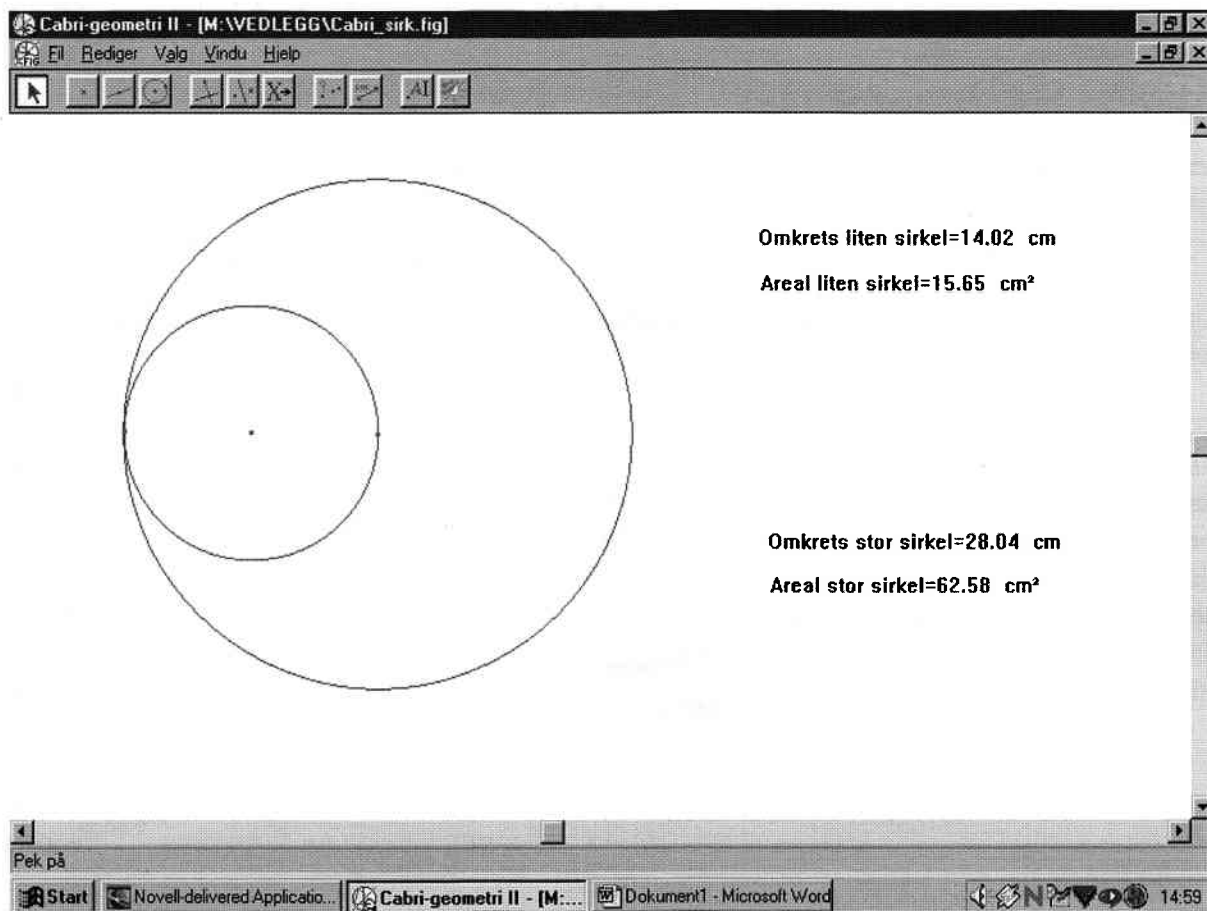 Cabri-geometri II - [M:\VEDLEGG\Cabri_sirk.fig]
Fil Rediger Valg Vindu Hjelp
Omkrets liten sirkel=14.02 cm
Areal liten sirkel=15.65 cm²
Omkrets stor sirkel=28.04 cm
Areal stor sirkel=62.58 cm²
Pek på
Start Novell-delivered Applicatio... Cabri-geometri II - [M:... Dokument1 - Microsoft Word 14:59